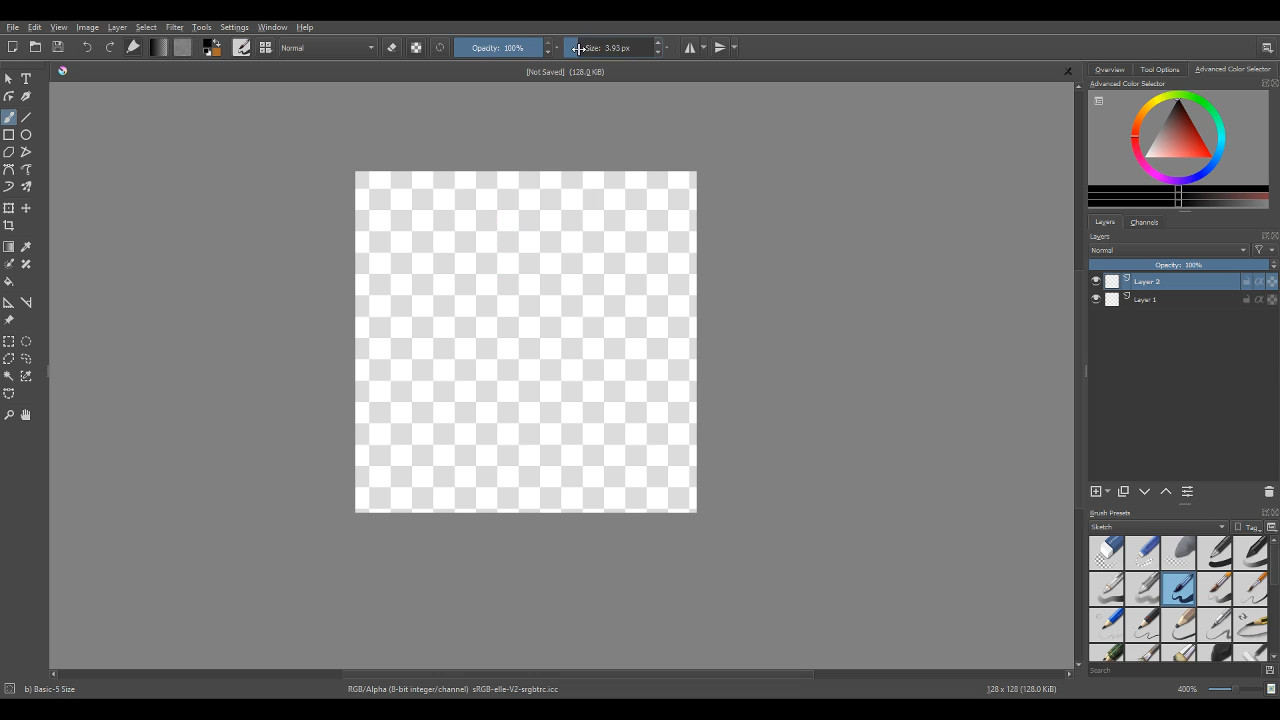 File Edit View Image Layer Select Filter Tools Settings Window Help
Normal Opacity: 100% Size: 3.93 px
[Not Saved] (128.0 KiB)
Overview Tool Options Advanced Color Selector
Advanced Color Selector
Layers Channels
Layers
Normal
Opacity: 100%
Layer 2
Layer 1
Brush Presets
Sketch Tag
Search
b) Basic-5 Size RGB/Alpha (8-bit integer/channel) sRGB-elle-V2-srgbtrc.icc 128 x 128 (128.0 KiB) 400%